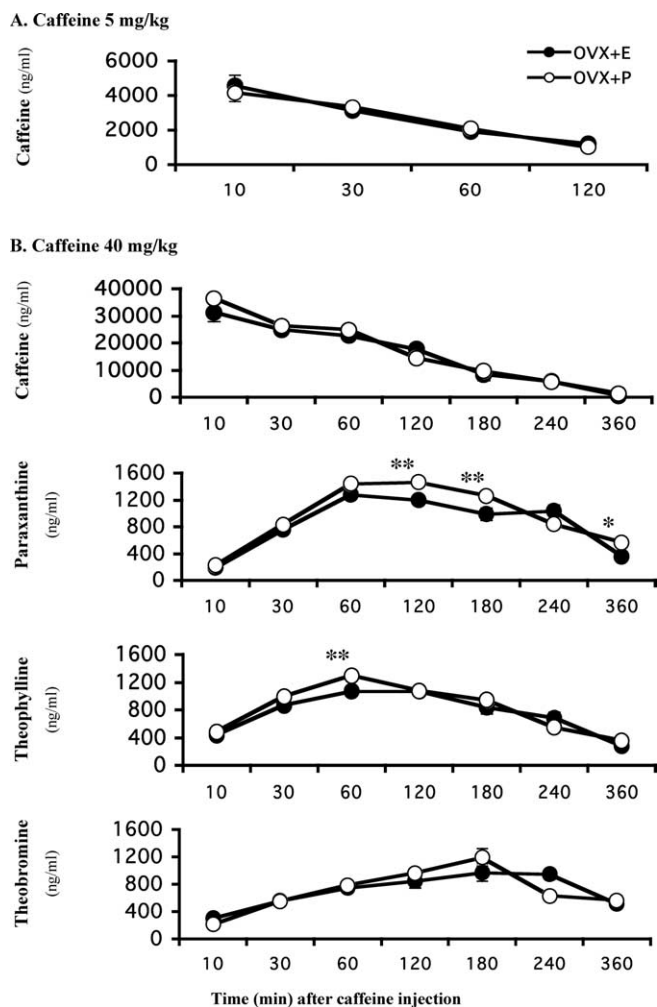 A. Caffeine 5 mg/kg
Caffeine (ng/ml)
6000
4000
2000
0
OVX+E
OVX+P
10 30 60 120
B. Caffeine 40 mg/kg
Caffeine (ng/ml)
40000
30000
20000
10000
0
10 30 60 120 180 240 360
Paraxanthine
(ng/ml)
1600
1200
800
400
0
** ** *
10 30 60 120 180 240 360
Theophylline
(ng/ml)
1600
1200
800
400
0
**
10 30 60 120 180 240 360
Theobromine
(ng/ml)
1600
1200
800
400
0
10 30 60 120 180 240 360
Time (min) after caffeine injection